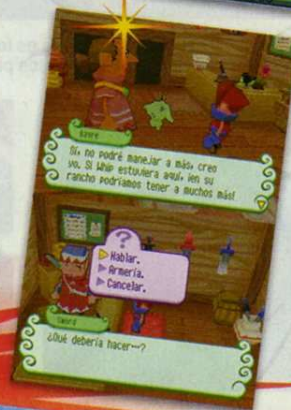 Sí, no podré manejar a más, creo
yo. Si Whip estuviera aquí, ¡en su
rancho podríamos tener a muchos más!
?
Hablar.
Armería.
Cancelar.
Sword
¿Qué debería hacer…?